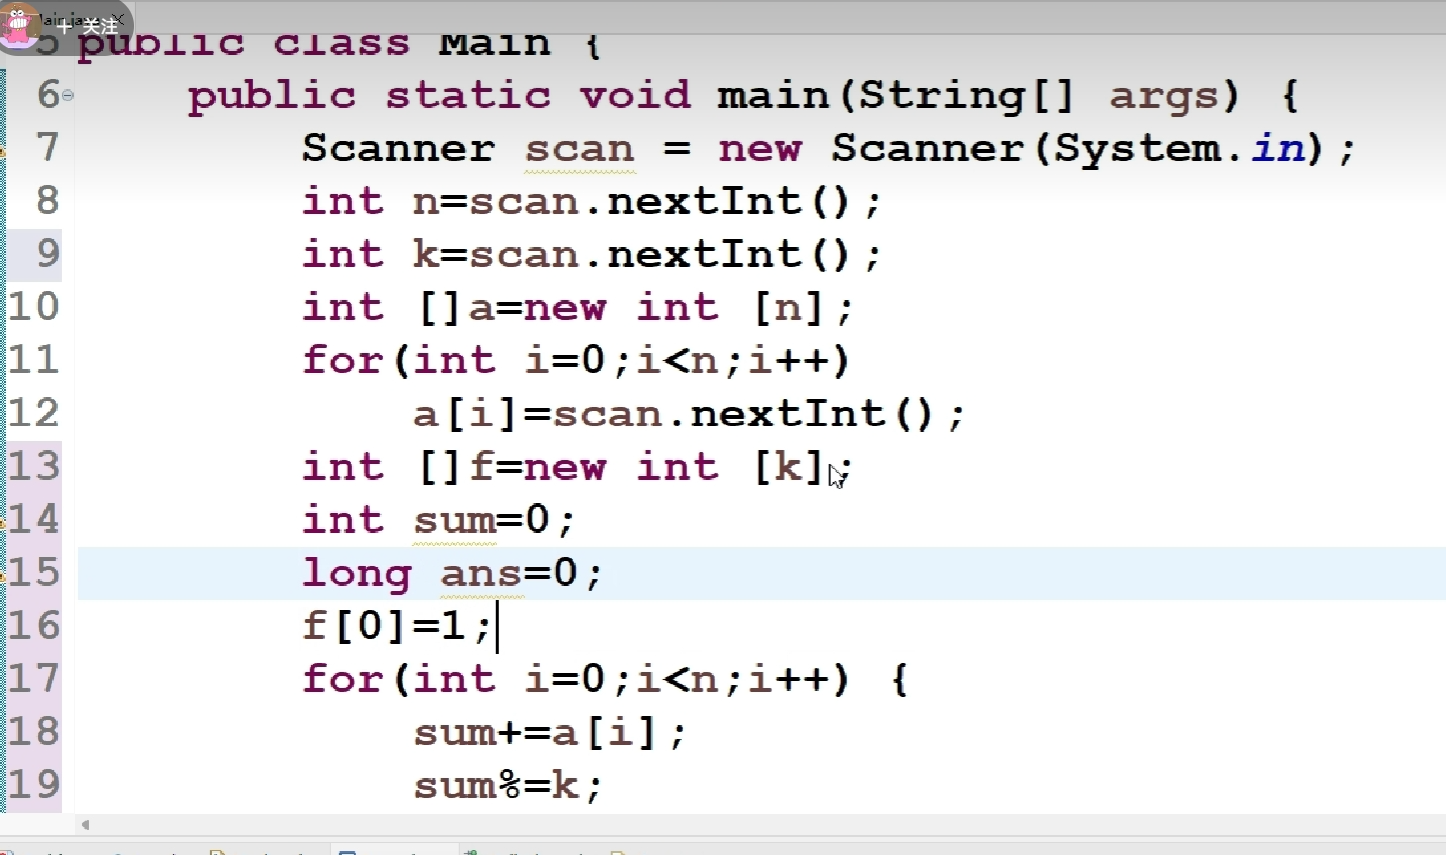 + 关注
5 public class Main {
6 public static void main(String[] args) {
7 Scanner scan = new Scanner(System.in);
8 int n=scan.nextInt();
9 int k=scan.nextInt();
10 int []a=new int [n];
11 for(int i=0;i<n;i++)
12 a[i]=scan.nextInt();
13 int []f=new int [k];
14 int sum=0;
15 long ans=0;
16 f[0]=1;
17 for(int i=0;i<n;i++) {
18 sum+=a[i];
19 sum%=k;